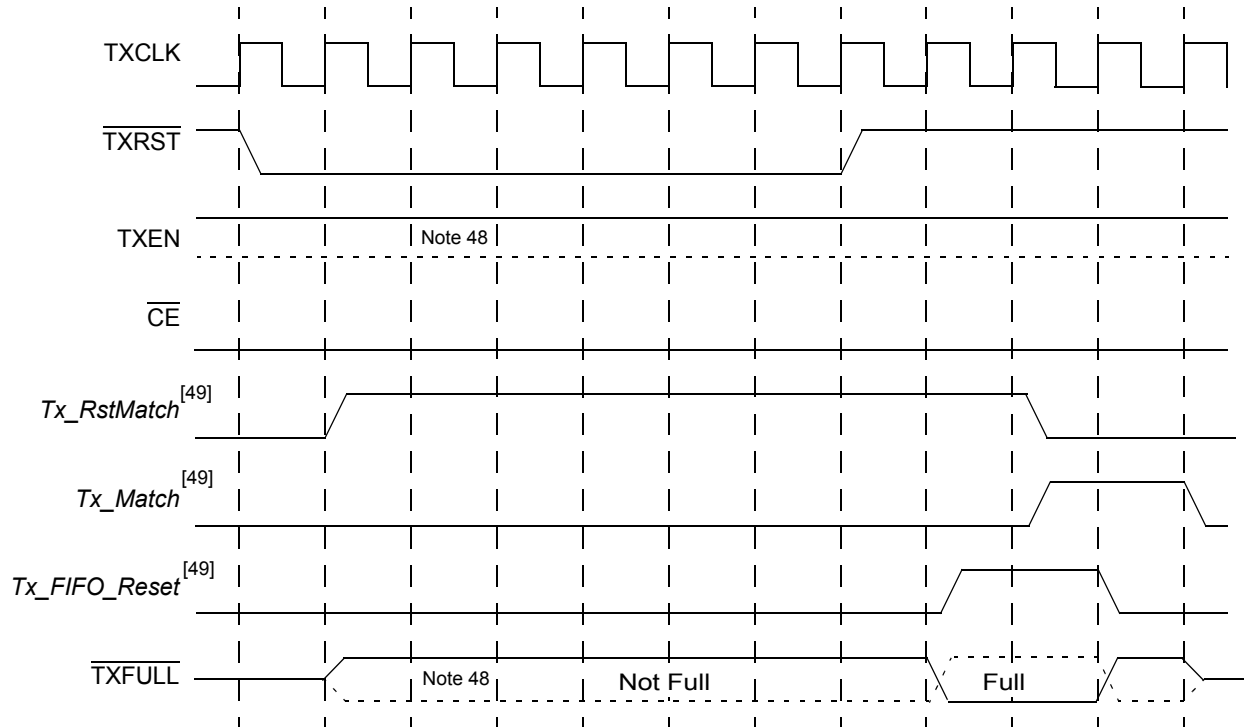 TXCLK
TXRST
TXEN
Note 48
CE
Tx_RstMatch[49]
Tx_Match[49]
Tx_FIFO_Reset[49]
TXFULL
Note 48
Not Full
Full